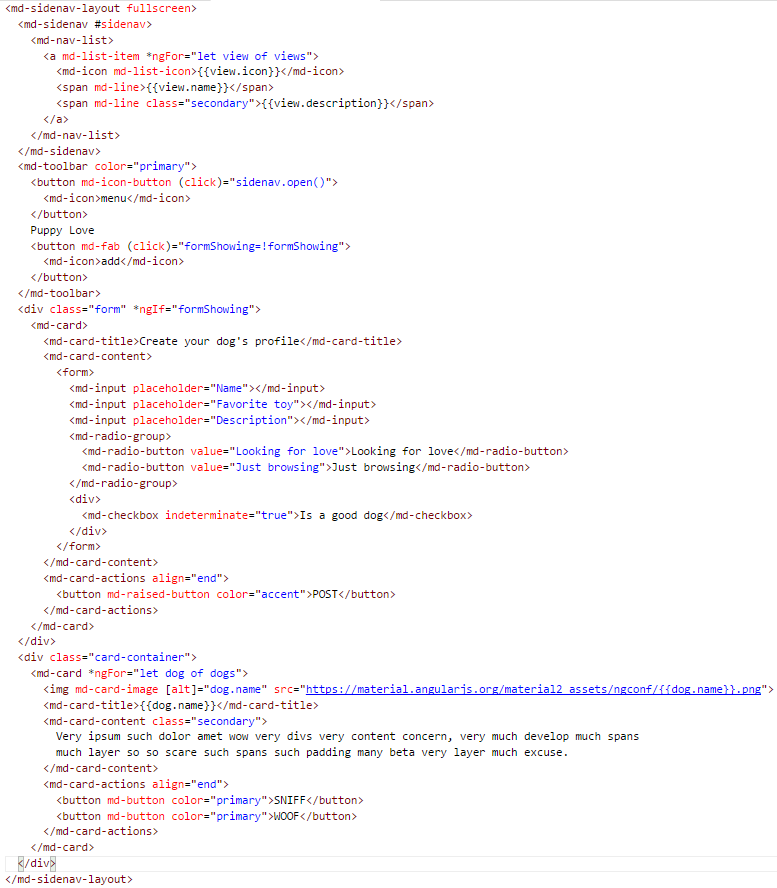 <md-sidenav-layout fullscreen>
  <md-sidenav #sidenav>
    <md-nav-list>
      <a md-list-item *ngFor="let view of views">
        <md-icon md-list-icon>{{view.icon}}</md-icon>
        <span md-line>{{view.name}}</span>
        <span md-line class="secondary">{{view.description}}</span>
      </a>
    </md-nav-list>
  </md-sidenav>
  <md-toolbar color="primary">
    <button md-icon-button (click)="sidenav.open()">
      <md-icon>menu</md-icon>
    </button>
    Puppy Love
    <button md-fab (click)="formShowing=!formShowing">
      <md-icon>add</md-icon>
    </button>
  </md-toolbar>
  <div class="form" *ngIf="formShowing">
    <md-card>
      <md-card-title>Create your dog's profile</md-card-title>
      <md-card-content>
        <form>
          <md-input placeholder="Name"></md-input>
          <md-input placeholder="Favorite toy"></md-input>
          <md-input placeholder="Description"></md-input>
          <md-radio-group>
            <md-radio-button value="Looking for love">Looking for love</md-radio-button>
            <md-radio-button value="Just browsing">Just browsing</md-radio-button>
          </md-radio-group>
          <div>
            <md-checkbox indeterminate="true">Is a good dog</md-checkbox>
          </div>
        </form>
      </md-card-content>
      <md-card-actions align="end">
        <button md-raised-button color="accent">POST</button>
      </md-card-actions>
    </md-card>
  </div>
  <div class="card-container">
    <md-card *ngFor="let dog of dogs">
      <img md-card-image [alt]="dog.name" src="https://material.angularjs.org/material2_assets/ngconf/{{dog.name}}.png">
      <md-card-title>{{dog.name}}</md-card-title>
      <md-card-content class="secondary">
        Very ipsum such dolor amet wow very divs very content concern, very much develop much spans
        much layer so so scare such spans such padding many beta very layer much excuse.
      </md-card-content>
      <md-card-actions align="end">
        <button md-button color="primary">SNIFF</button>
        <button md-button color="primary">WOOF</button>
      </md-card-actions>
    </md-card>
  </div>
</md-sidenav-layout>